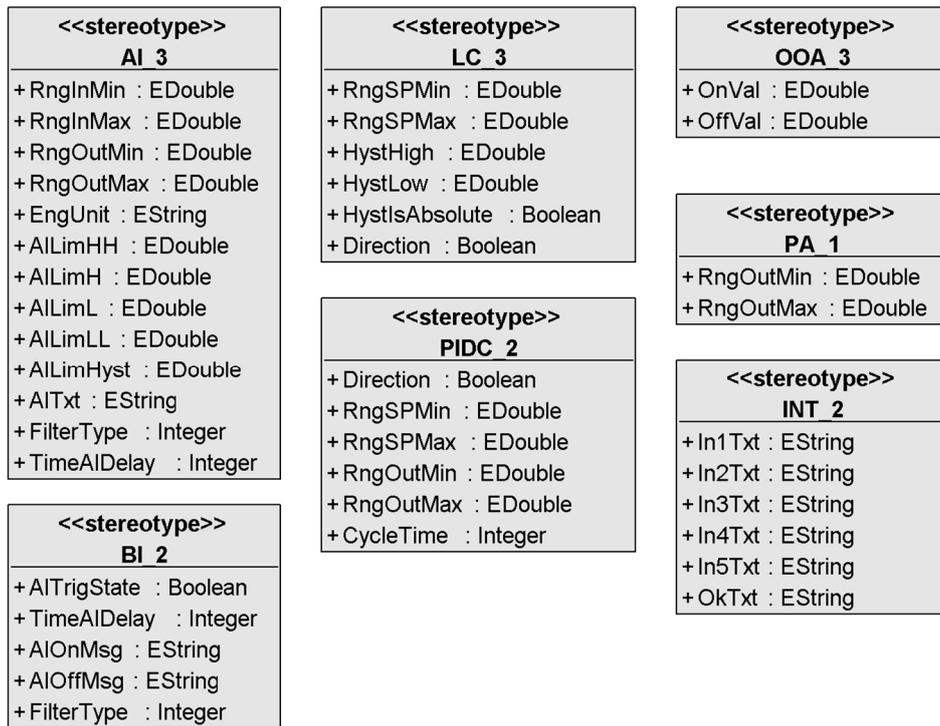 <<stereotype>>
AI_3
+RngInMin : EDouble
+RngInMax : EDouble
+RngOutMin : EDouble
+RngOutMax : EDouble
+EngUnit : EString
+AlLimHH : EDouble
+AlLimH : EDouble
+AlLimL : EDouble
+AlLimLL : EDouble
+AlLimHyst : EDouble
+AlTxt : EString
+FilterType : Integer
+TimeAlDelay : Integer
<<stereotype>>
BI_2
+AlTrigState : Boolean
+TimeAlDelay : Integer
+AlOnMsg : EString
+AlOffMsg : EString
+FilterType : Integer
<<stereotype>>
LC_3
+RngSPMin : EDouble
+RngSPMax : EDouble
+HystHigh : EDouble
+HystLow : EDouble
+HystIsAbsolute : Boolean
+Direction : Boolean
<<stereotype>>
PIDC_2
+Direction : Boolean
+RngSPMin : EDouble
+RngSPMax : EDouble
+RngOutMin : EDouble
+RngOutMax : EDouble
+CycleTime : Integer
<<stereotype>>
OOA_3
+OnVal : EDouble
+OffVal : EDouble
<<stereotype>>
PA_1
+RngOutMin : EDouble
+RngOutMax : EDouble
<<stereotype>>
INT_2
+In1Txt : EString
+In2Txt : EString
+In3Txt : EString
+In4Txt : EString
+In5Txt : EString
+OkTxt : EString